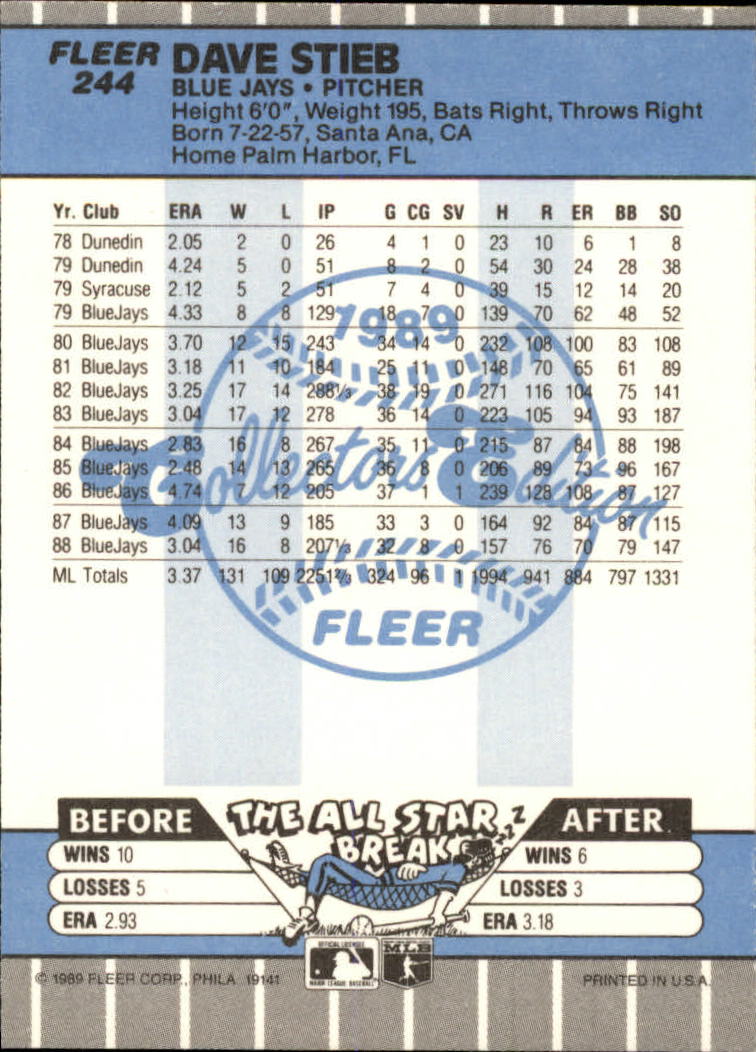 FLEER DAVE STIEB
244 BLUE JAYS • PITCHER
Height 6'0", Weight 195, Bats Right, Throws Right
Born 7-22-57, Santa Ana, CA
Home Palm Harbor, FL
Yr. Club ERA W L IP G CG SV H R ER BB SO
78 Dunedin 2.05 2 0 26 4 1 0 23 10 6 1 8
79 Dunedin 4.24 5 0 51 8 2 0 54 30 24 28 38
79 Syracuse 2.12 5 2 51 7 4 0 39 15 12 14 20
79 BlueJays 4.33 8 8 129 18 7 0 139 70 62 48 52
80 BlueJays 3.70 12 15 243 34 14 0 232 108 100 83 108
81 BlueJays 3.18 11 10 184 25 11 0 148 70 65 61 89
82 BlueJays 3.25 17 14 288⅓ 38 19 0 271 116 104 75 141
83 BlueJays 3.04 17 12 278 36 14 0 223 105 94 93 187
84 BlueJays 2.83 16 8 267 35 11 0 215 87 84 88 198
85 BlueJays 2.48 14 13 265 36 8 0 206 89 73 96 167
86 BlueJays 4.74 7 12 205 37 1 1 239 128 108 87 127
87 BlueJays 4.09 13 9 185 33 3 0 164 92 84 87 115
88 BlueJays 3.04 16 8 207⅓ 32 8 0 157 76 70 79 147
ML Totals 3.37 131 109 2251⅔ 324 96 1 1994 941 884 797 1331
1989
Collectors' Edition
FLEER
BEFORE THE ALL STAR BREAK ZZZ AFTER
WINS 10 WINS 6
LOSSES 5 LOSSES 3
ERA 2.93 ERA 3.18
OFFICIAL LICENSEE
MAJOR LEAGUE BASEBALL
MLB
© 1989 FLEER CORP., PHILA 19141 PRINTED IN U.S.A.